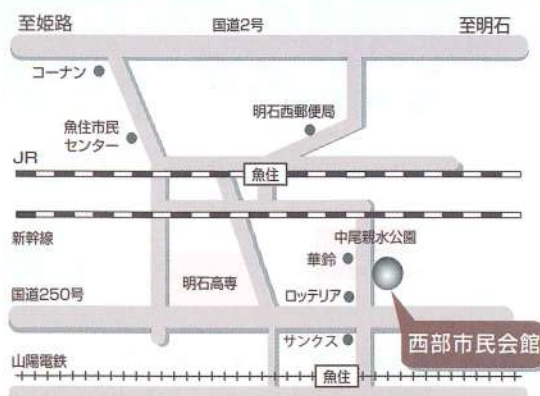 至姫路
国道2号
至明石
コーナン
明石西郵便局
魚住市民
センター
JR
魚住
新幹線
中尾親水公園
華鈴
明石高専
国道250号
ロッテリア
サンクス
西部市民会館
山陽電鉄
魚住